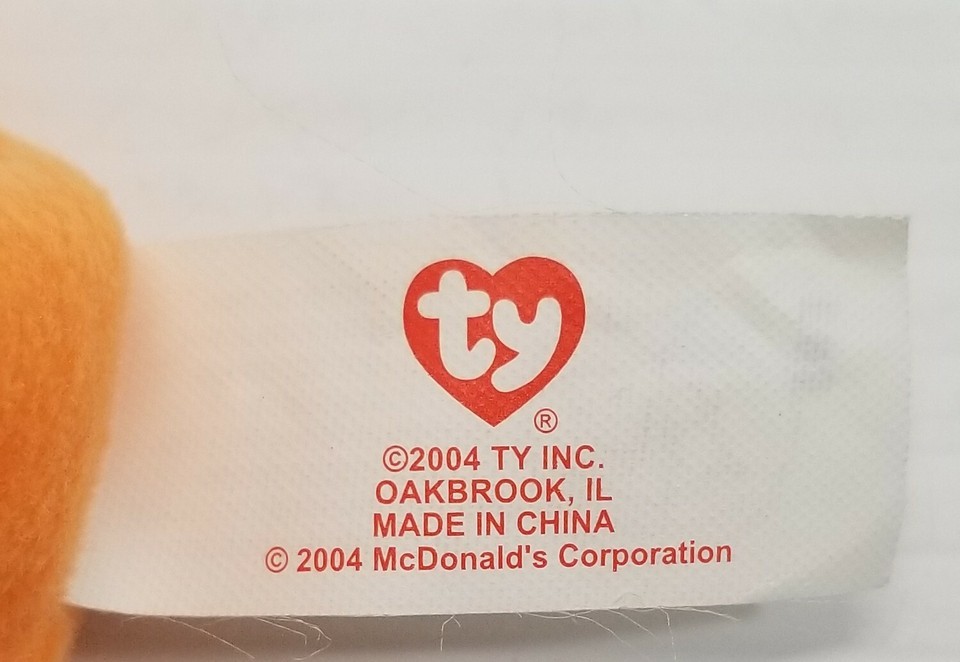 ty
®
©2004 TY INC.
OAKBROOK, IL
MADE IN CHINA
© 2004 McDonald's Corporation